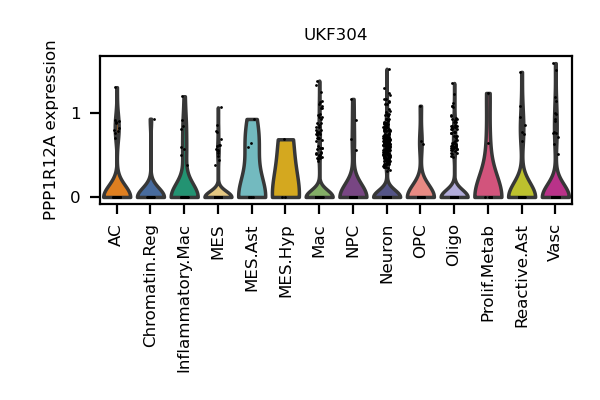 UKF304
PPP1R12A expression
1
0
AC
Chromatin.Reg
Inflammatory.Mac
MES
MES.Ast
MES.Hyp
Mac
NPC
Neuron
OPC
Oligo
Prolif.Metab
Reactive.Ast
Vasc